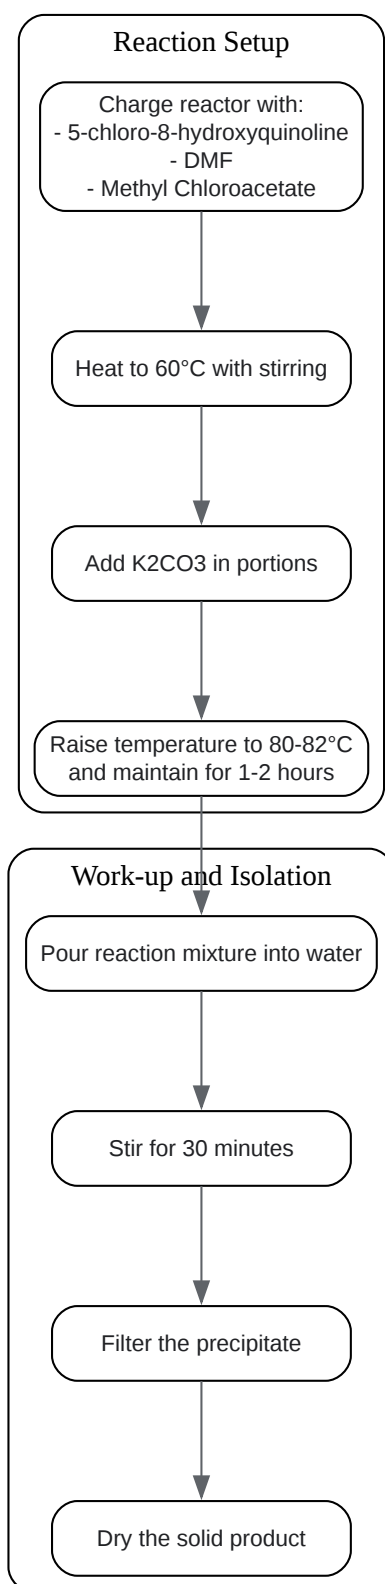 Reaction Setup
Charge reactor with:
- 5-chloro-8-hydroxyquinoline
- DMF
- Methyl Chloroacetate
Heat to 60°C with stirring
Add K2CO3 in portions
Raise temperature to 80-82°C
and maintain for 1-2 hours
Work-up and Isolation
Pour reaction mixture into water
Stir for 30 minutes
Filter the precipitate
Dry the solid product